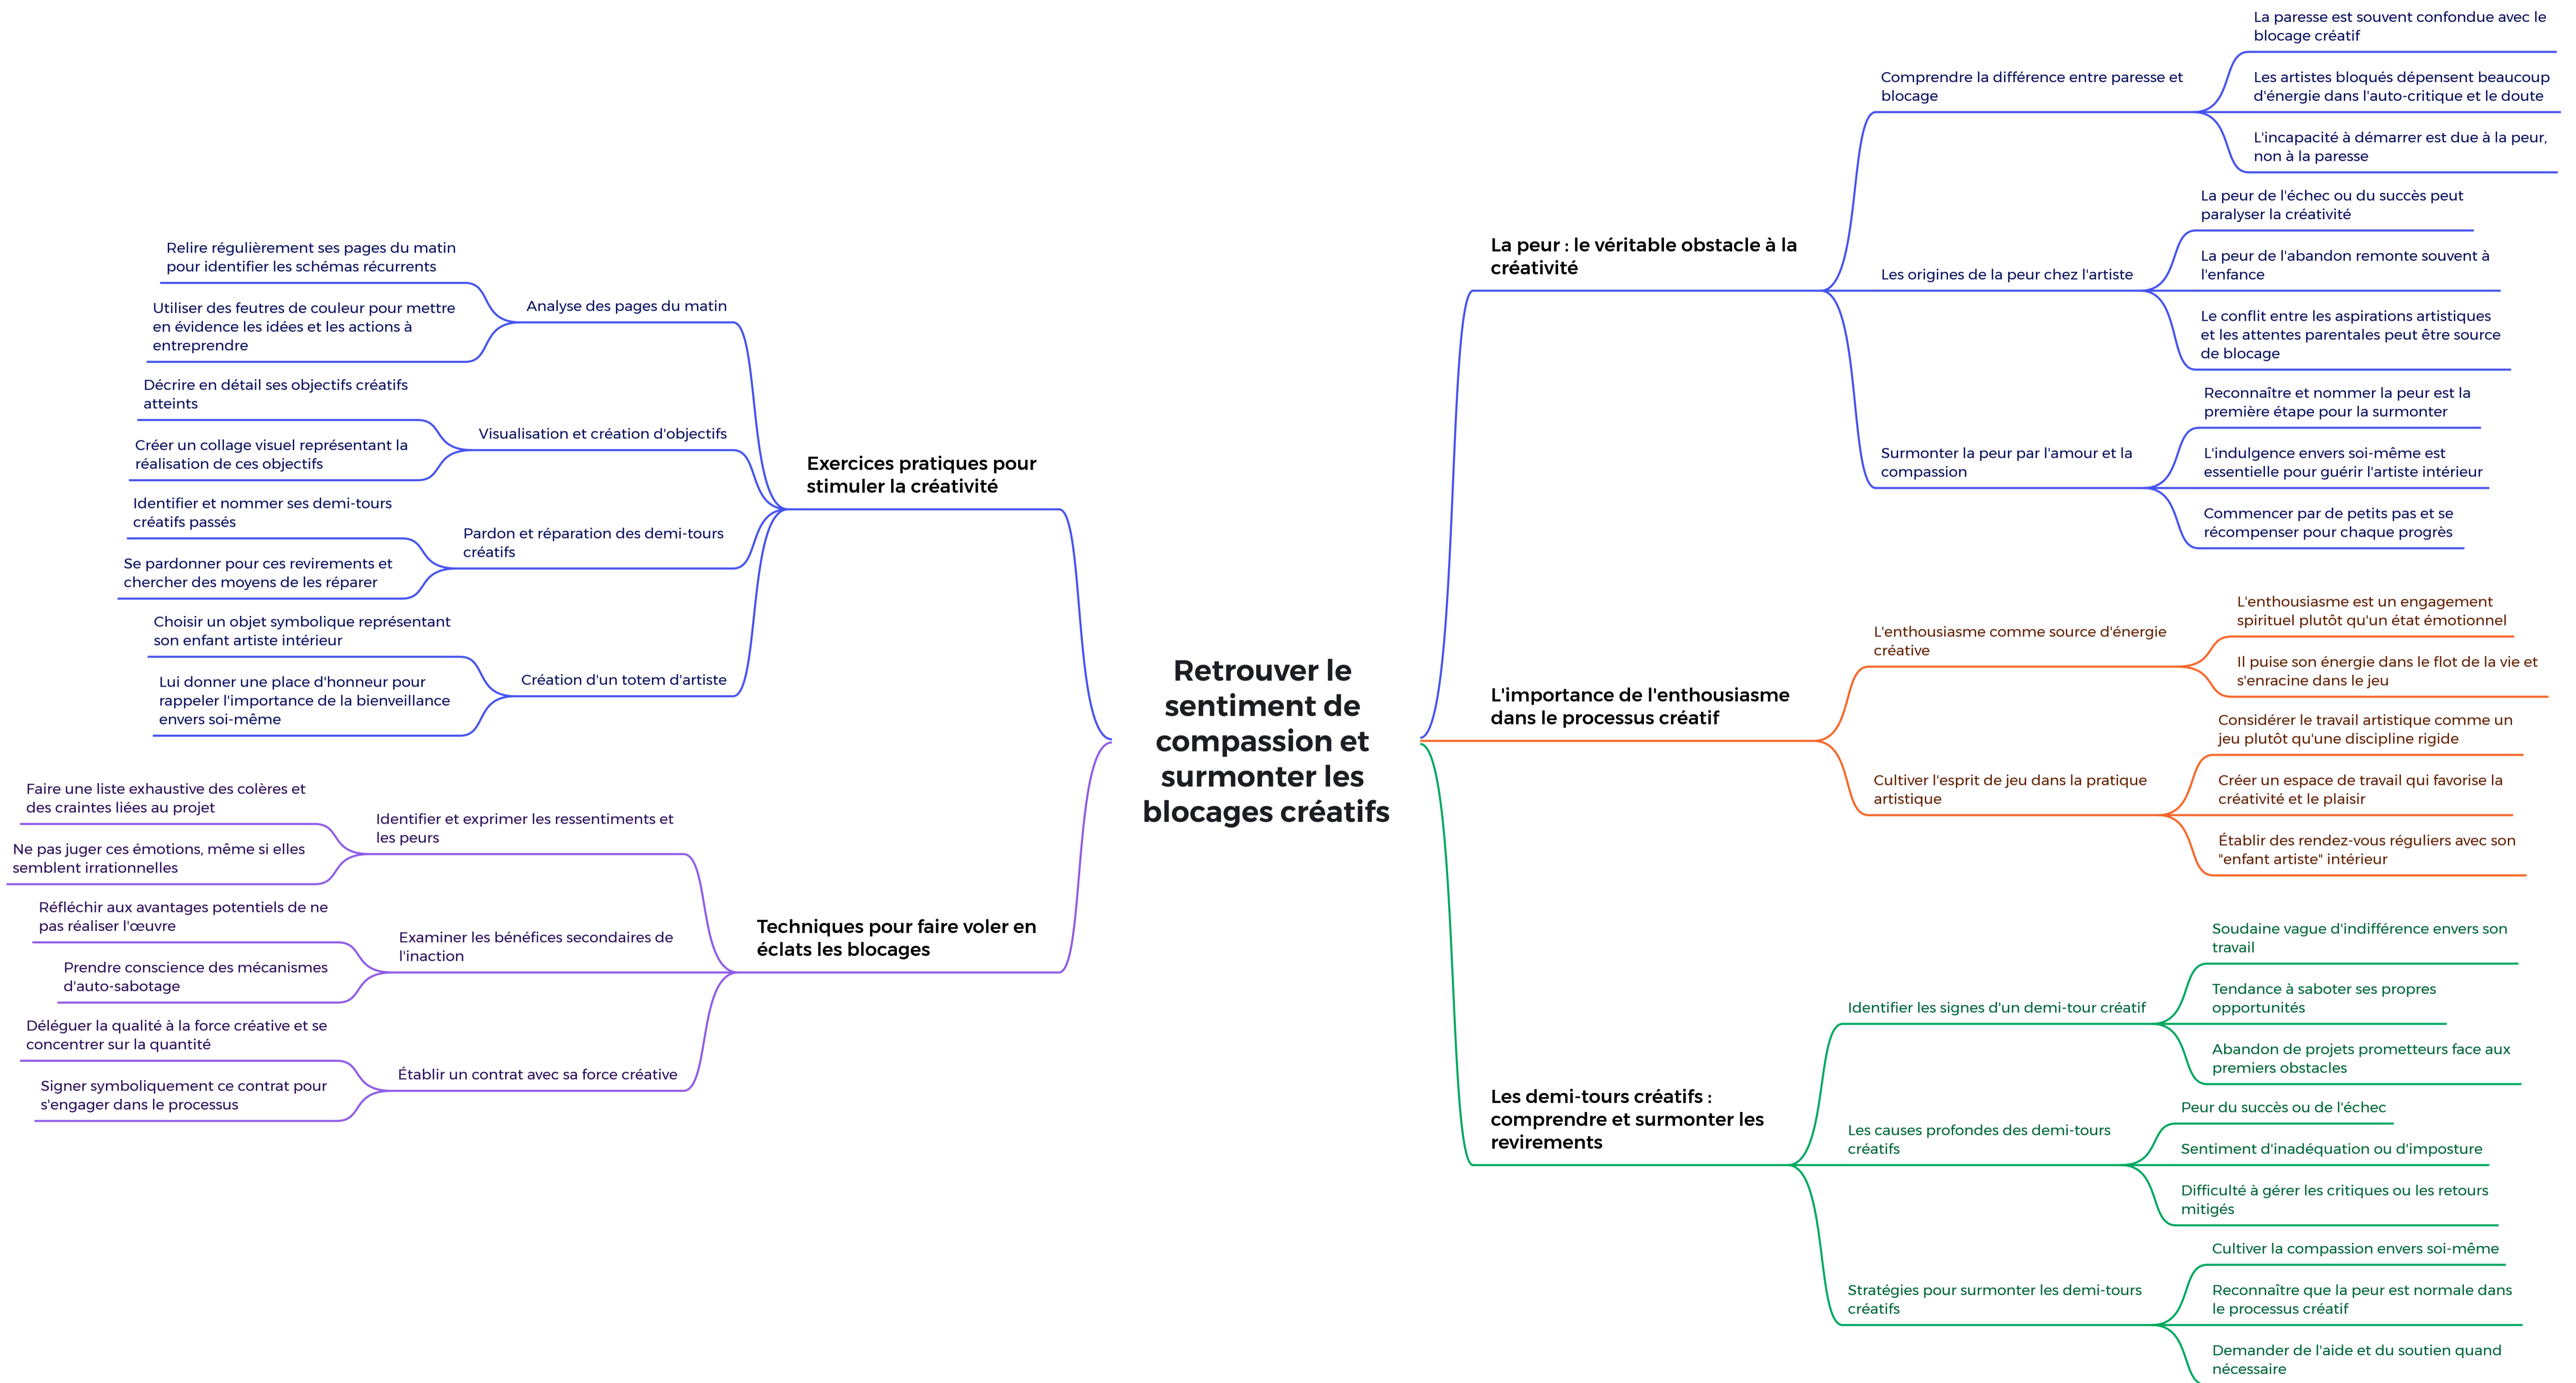 Retrouver le
sentiment de
compassion et
surmonter les
blocages créatifs
La peur : le véritable obstacle à la
créativité
Comprendre la différence entre paresse et
blocage
La paresse est souvent confondue avec le
blocage créatif
Les artistes bloqués dépensent beaucoup
d'énergie dans l'auto-critique et le doute
L'incapacité à démarrer est due à la peur,
non à la paresse
Les origines de la peur chez l'artiste
La peur de l'échec ou du succès peut
paralyser la créativité
La peur de l'abandon remonte souvent à
l'enfance
Le conflit entre les aspirations artistiques
et les attentes parentales peut être source
de blocage
Surmonter la peur par l'amour et la
compassion
Reconnaître et nommer la peur est la
première étape pour la surmonter
L'indulgence envers soi-même est
essentielle pour guérir l'artiste intérieur
Commencer par de petits pas et se
récompenser pour chaque progrès
L'importance de l'enthousiasme
dans le processus créatif
L'enthousiasme comme source d'énergie
créative
L'enthousiasme est un engagement
spirituel plutôt qu'un état émotionnel
Il puise son énergie dans le flot de la vie et
s'enracine dans le jeu
Cultiver l'esprit de jeu dans la pratique
artistique
Considérer le travail artistique comme un
jeu plutôt qu'une discipline rigide
Créer un espace de travail qui favorise la
créativité et le plaisir
Établir des rendez-vous réguliers avec son
"enfant artiste" intérieur
Les demi-tours créatifs :
comprendre et surmonter les
revirements
Identifier les signes d'un demi-tour créatif
Soudaine vague d'indifférence envers son
travail
Tendance à saboter ses propres
opportunités
Abandon de projets prometteurs face aux
premiers obstacles
Les causes profondes des demi-tours
créatifs
Peur du succès ou de l'échec
Sentiment d'inadéquation ou d'imposture
Difficulté à gérer les critiques ou les retours
mitigés
Stratégies pour surmonter les demi-tours
créatifs
Cultiver la compassion envers soi-même
Reconnaître que la peur est normale dans
le processus créatif
Demander de l'aide et du soutien quand
nécessaire
Exercices pratiques pour
stimuler la créativité
Analyse des pages du matin
Relire régulièrement ses pages du matin
pour identifier les schémas récurrents
Utiliser des feutres de couleur pour mettre
en évidence les idées et les actions à
entreprendre
Visualisation et création d'objectifs
Décrire en détail ses objectifs créatifs
atteints
Créer un collage visuel représentant la
réalisation de ces objectifs
Pardon et réparation des demi-tours
créatifs
Identifier et nommer ses demi-tours
créatifs passés
Se pardonner pour ces revirements et
chercher des moyens de les réparer
Création d'un totem d'artiste
Choisir un objet symbolique représentant
son enfant artiste intérieur
Lui donner une place d'honneur pour
rappeler l'importance de la bienveillance
envers soi-même
Techniques pour faire voler en
éclats les blocages
Identifier et exprimer les ressentiments et
les peurs
Faire une liste exhaustive des colères et
des craintes liées au projet
Ne pas juger ces émotions, même si elles
semblent irrationnelles
Examiner les bénéfices secondaires de
l'inaction
Réfléchir aux avantages potentiels de ne
pas réaliser l'œuvre
Prendre conscience des mécanismes
d'auto-sabotage
Établir un contrat avec sa force créative
Déléguer la qualité à la force créative et se
concentrer sur la quantité
Signer symboliquement ce contrat pour
s'engager dans le processus